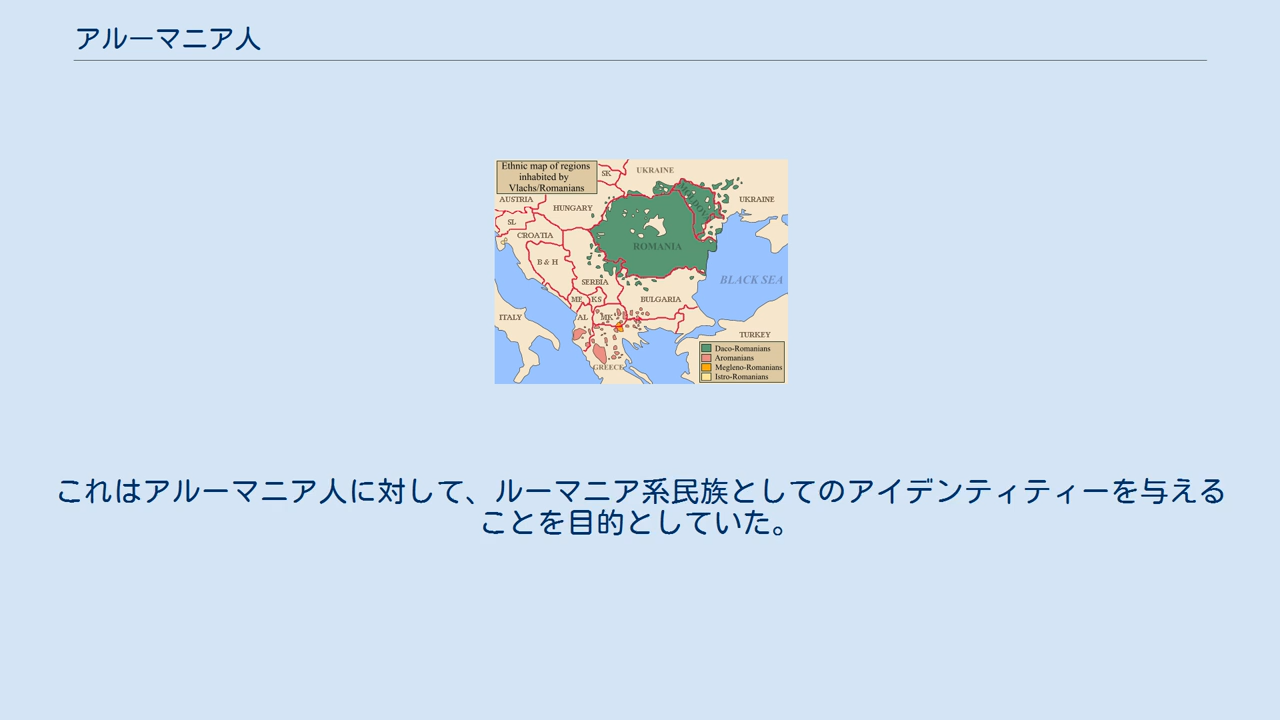 アルーマニア人
Ethnic map of regions
inhabited by
Vlachs/Romanians
SK
UKRAINE
AUSTRIA
HUNGARY
MOLDOVA
UKRAINE
SL
CROATIA
ROMANIA
B & H
SERBIA
BLACK SEA
ME
KS
BULGARIA
ITALY
AL
MK
TURKEY
GREECE
Daco-Romanians
Aromanians
Megleno-Romanians
Istro-Romanians
これはアルーマニア人に対して、ルーマニア系民族としてのアイデンティティーを与える
ことを目的としていた。